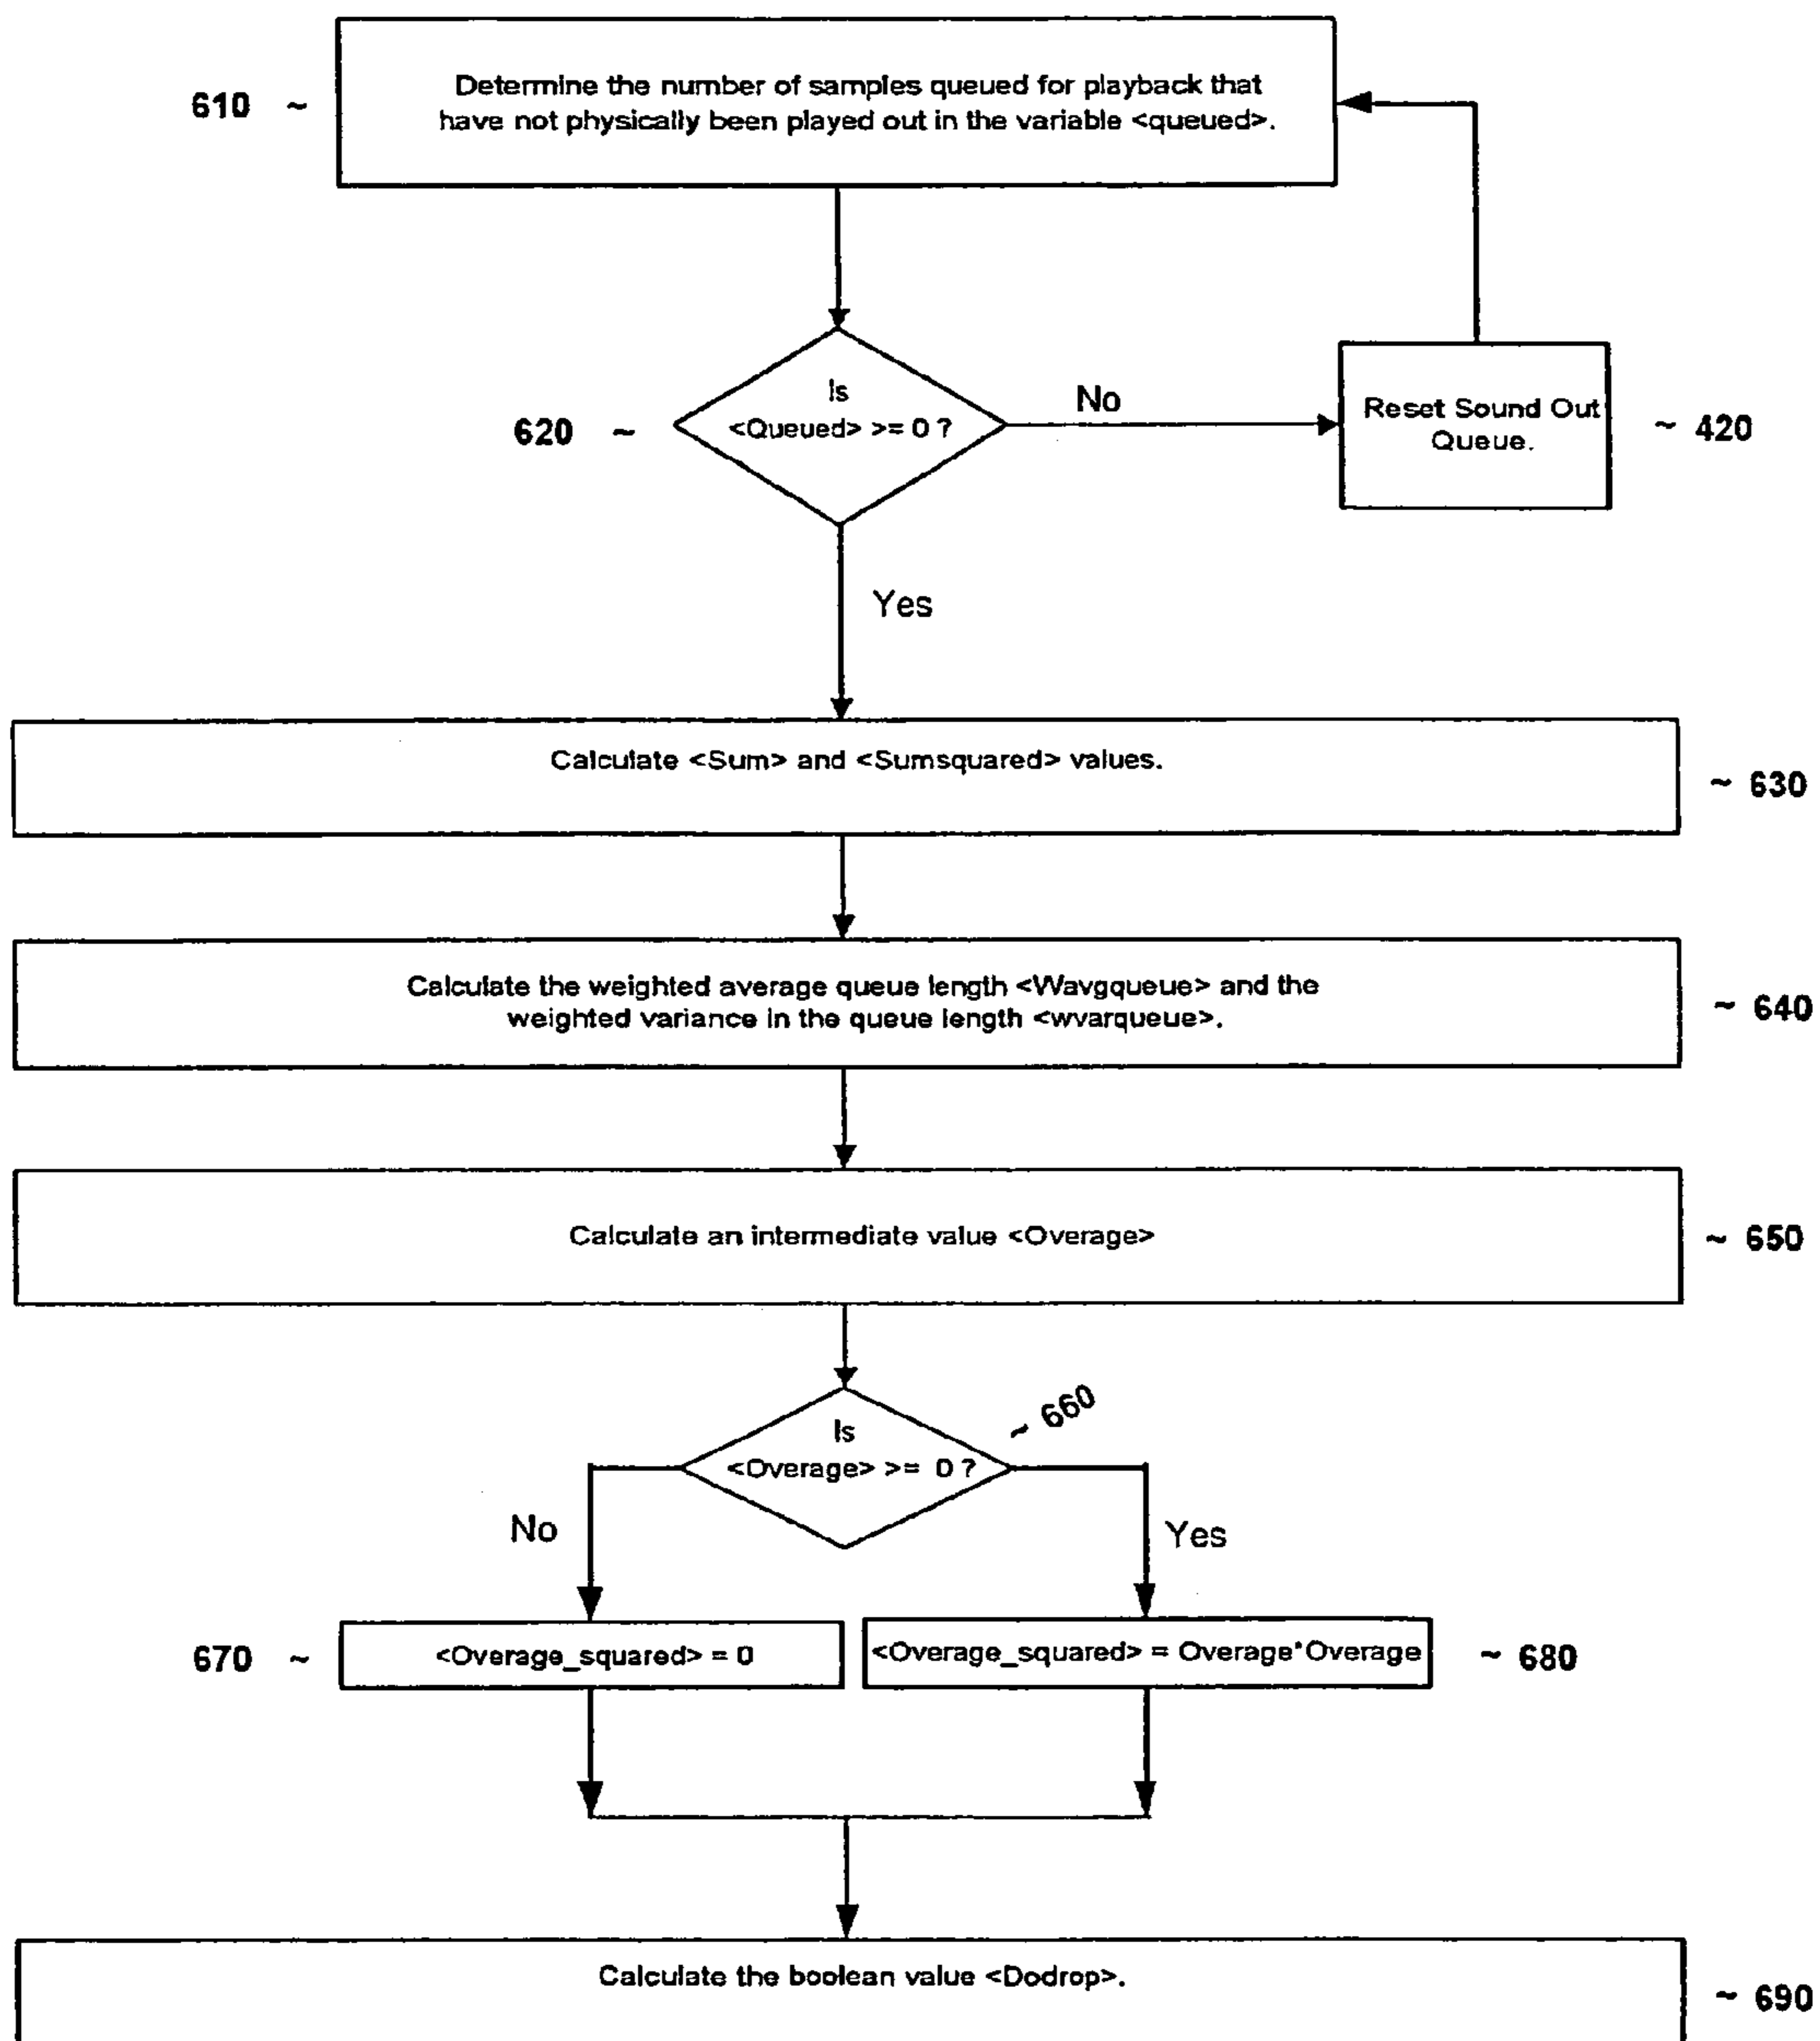 610 ~
Determine the number of samples queued for playback that
have not physically been played out in the variable <queued>.
Is
<Queued> >= 0 ?
620 ~
No
Reset Sound Out
Queue.
~ 420
Yes
Calculate <Sum> and <Sumsquared> values.
~ 630
Calculate the weighted average queue length <Wavgqueue> and the
weighted variance in the queue length <wvarqueue>.
~ 640
Calculate an intermediate value <Overage>
~ 650
Is
<Overage> >= 0 ?
~ 660
No
Yes
670 ~
<Overage_squared> = 0
<Overage_squared> = Overage*Overage
~ 680
Calculate the boolean value <Dodrop>.
~ 690